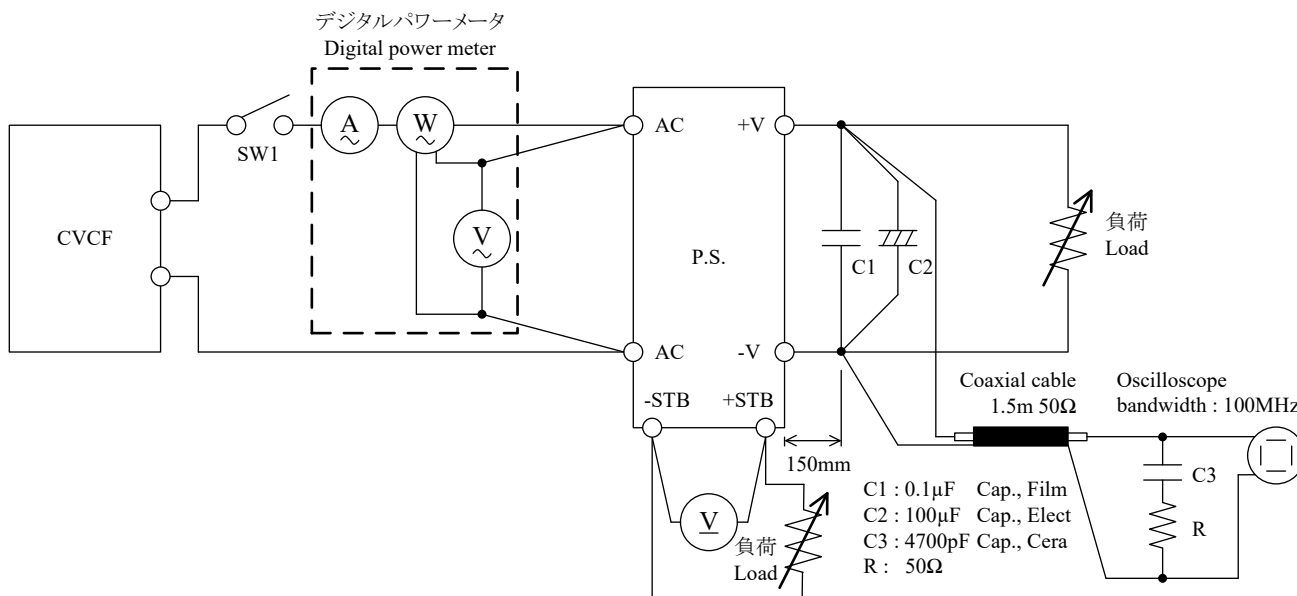 デジタルパワーメータ
Digital power meter
A
W
SW1
V
CVCF
AC
+V
P.S.
C1
C2
負荷
Load
AC
-V
-STB
+STB
150mm
Coaxial cable
1.5m 50Ω
Oscilloscope
bandwidth : 100MHz
C3
R
V
負荷
Load
C1 : 0.1µF Cap., Film
C2 : 100µF Cap., Elect
C3 : 4700pF Cap., Cera
R : 50Ω